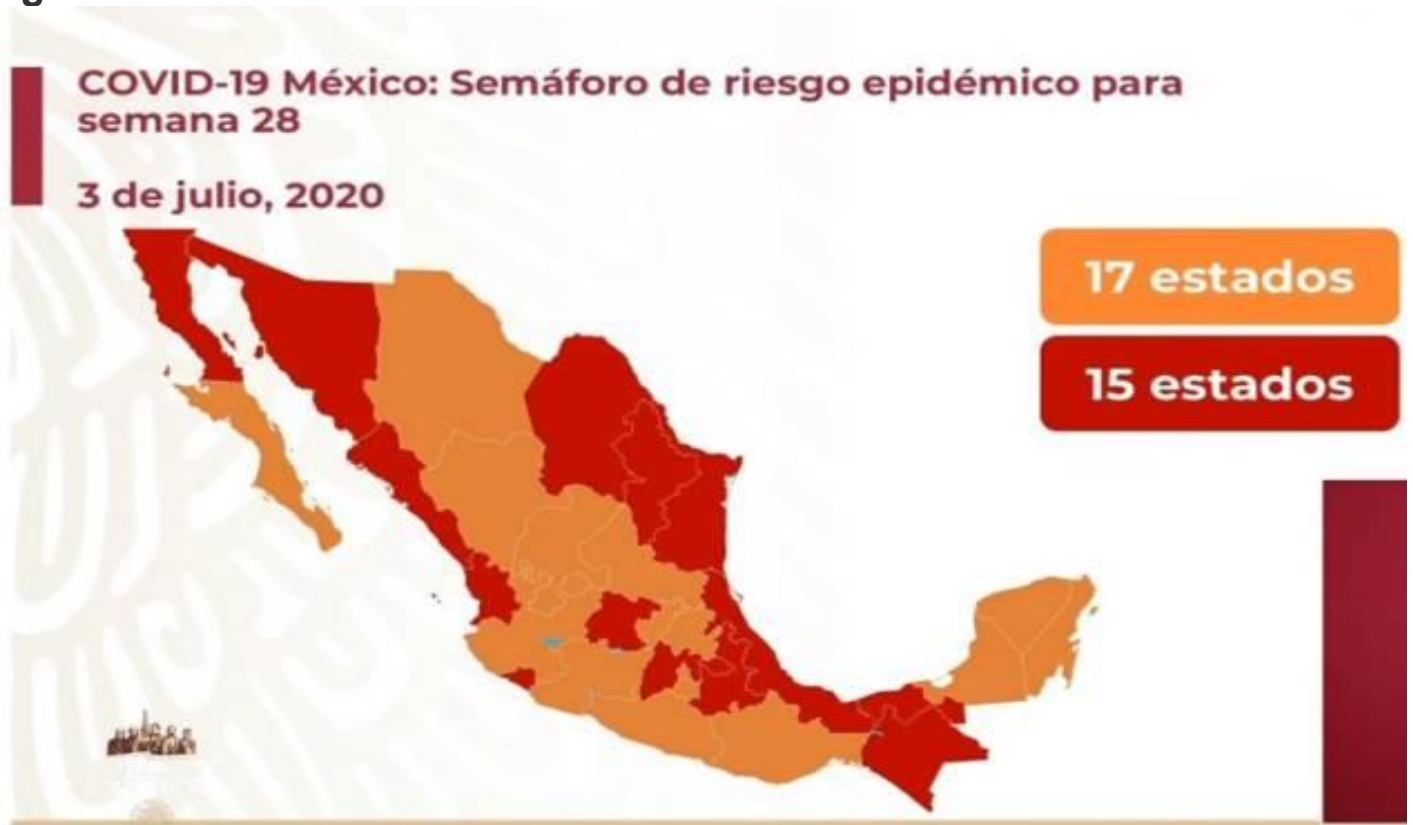 COVID-19 México: Semáforo de riesgo epidémico para
semana 28
3 de julio, 2020
17 estados
15 estados